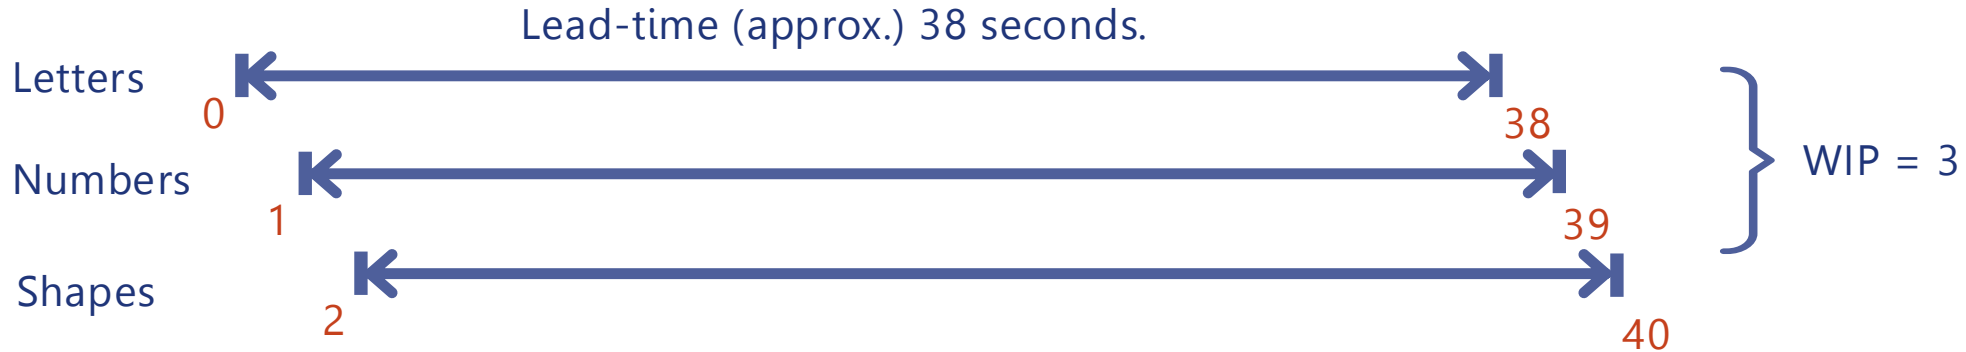 Lead-time (approx.) 38 seconds.
Letters
0
38
Numbers
1
39
WIP = 3
Shapes
2
40